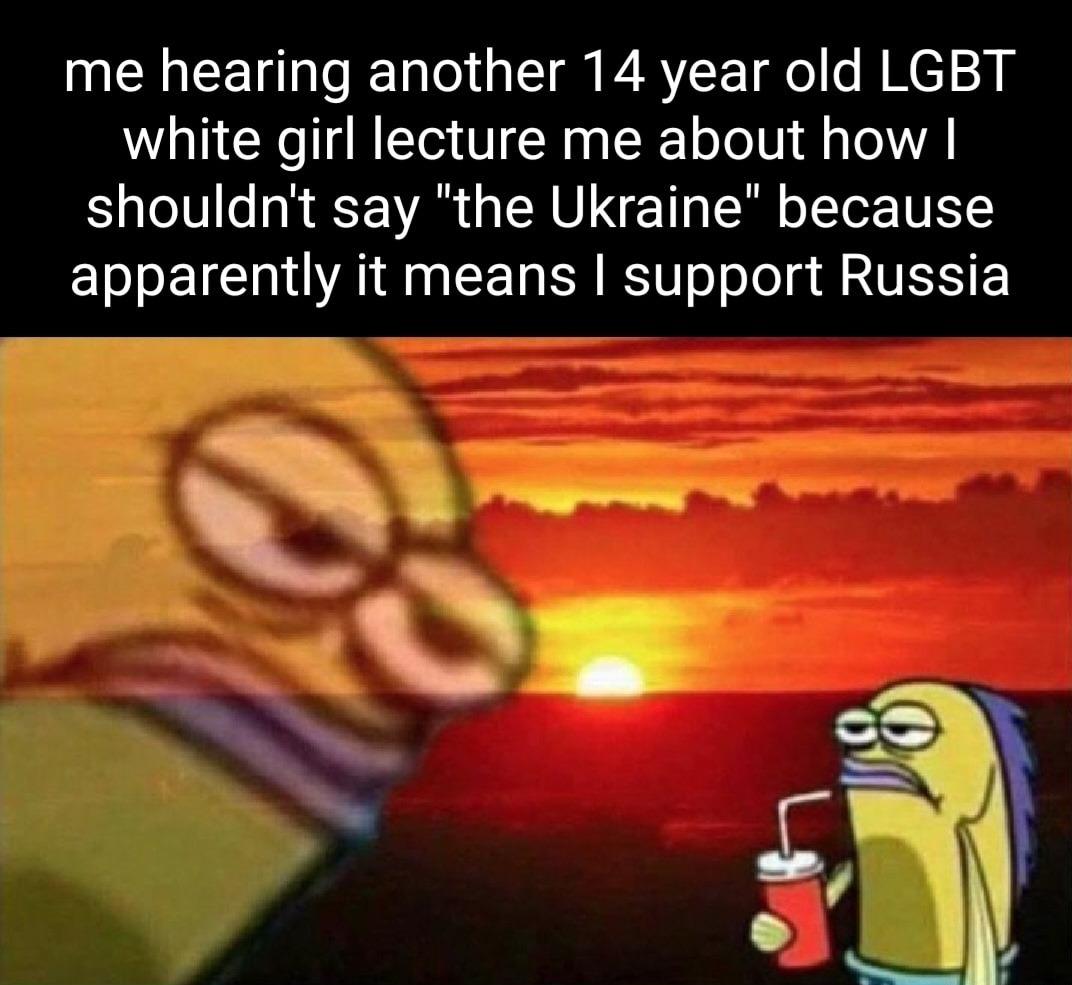 me hearing another 14 year old LGBT
white girl lecture me about how I
shouldn't say "the Ukraine" because
apparently it means I support Russia